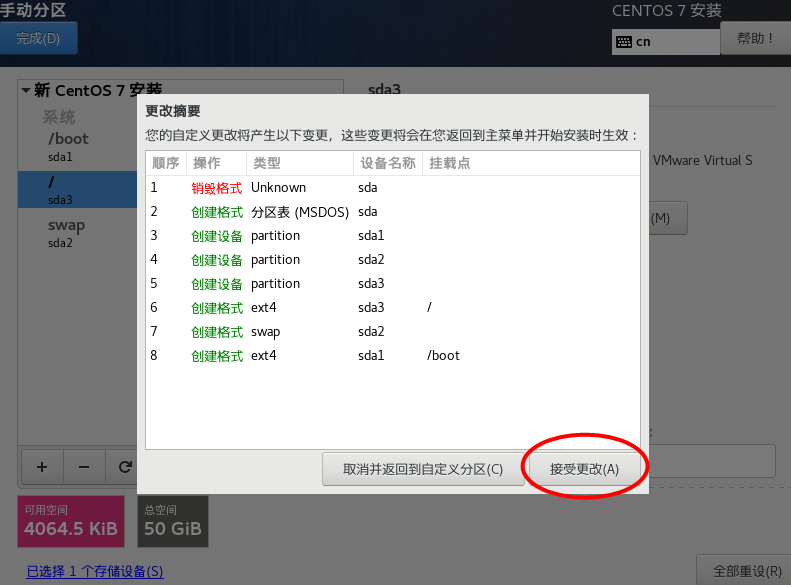 手动分区
CENTOS 7 安装
完成(D)
cn
帮助！
新 CentOS 7 安装
sda3
系统
/boot
sda1
/
sda3
swap
sda2
更改摘要
您的自定义更改将产生以下变更，这些变更将会在您返回到主菜单并开始安装时生效：
顺序 操作 类型 设备名称 挂载点
1 销毁格式 Unknown sda
2 创建格式 分区表 (MSDOS) sda
3 创建设备 partition sda1
4 创建设备 partition sda2
5 创建设备 partition sda3
6 创建格式 ext4 sda3 /
7 创建格式 swap sda2
8 创建格式 ext4 sda1 /boot
VMware Virtual S
(M)
取消并返回到自定义分区(C)
接受更改(A)
可用空间
4064.5 KiB
总空间
50 GiB
已选择 1 个存储设备(S)
全部重设(R)